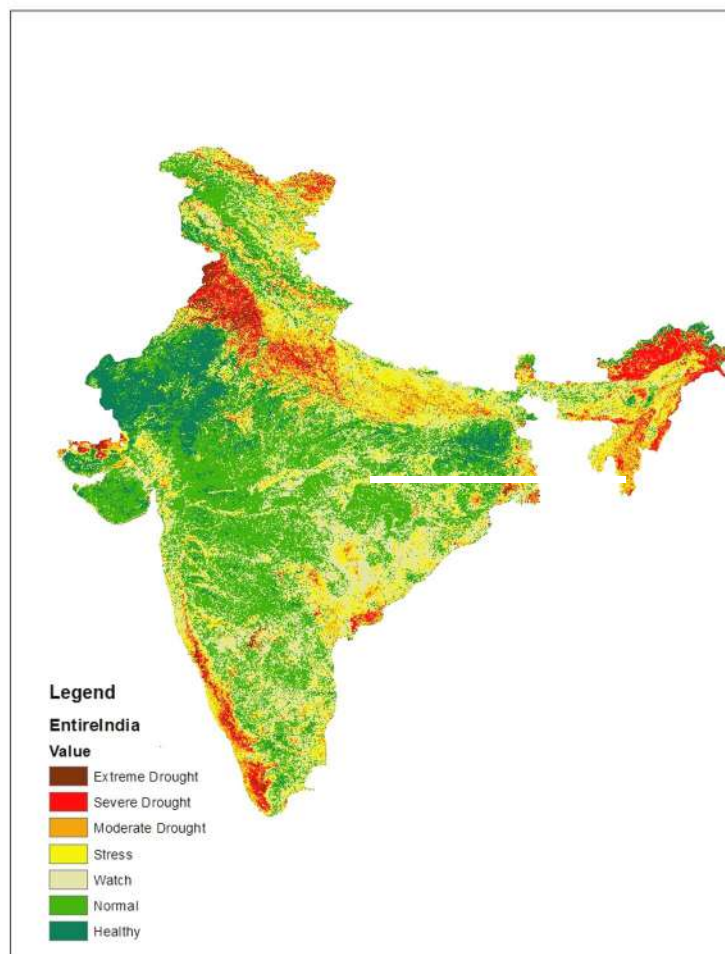 Legend
EntireIndia
Value
Extreme Drought
Severe Drought
Moderate Drought
Stress
Watch
Normal
Healthy